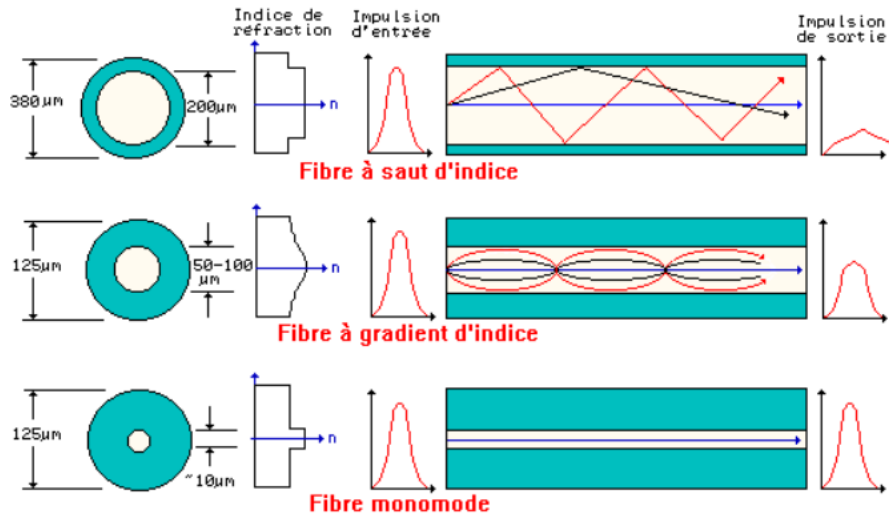 Indice de
réfraction
Impulsion
d'entrée
Impulsion
de sortie
380µm
200µm
n
Fibre à saut d'indice
125µm
50-100
µm
n
Fibre à gradient d'indice
125µm
~10µm
n
Fibre monomode